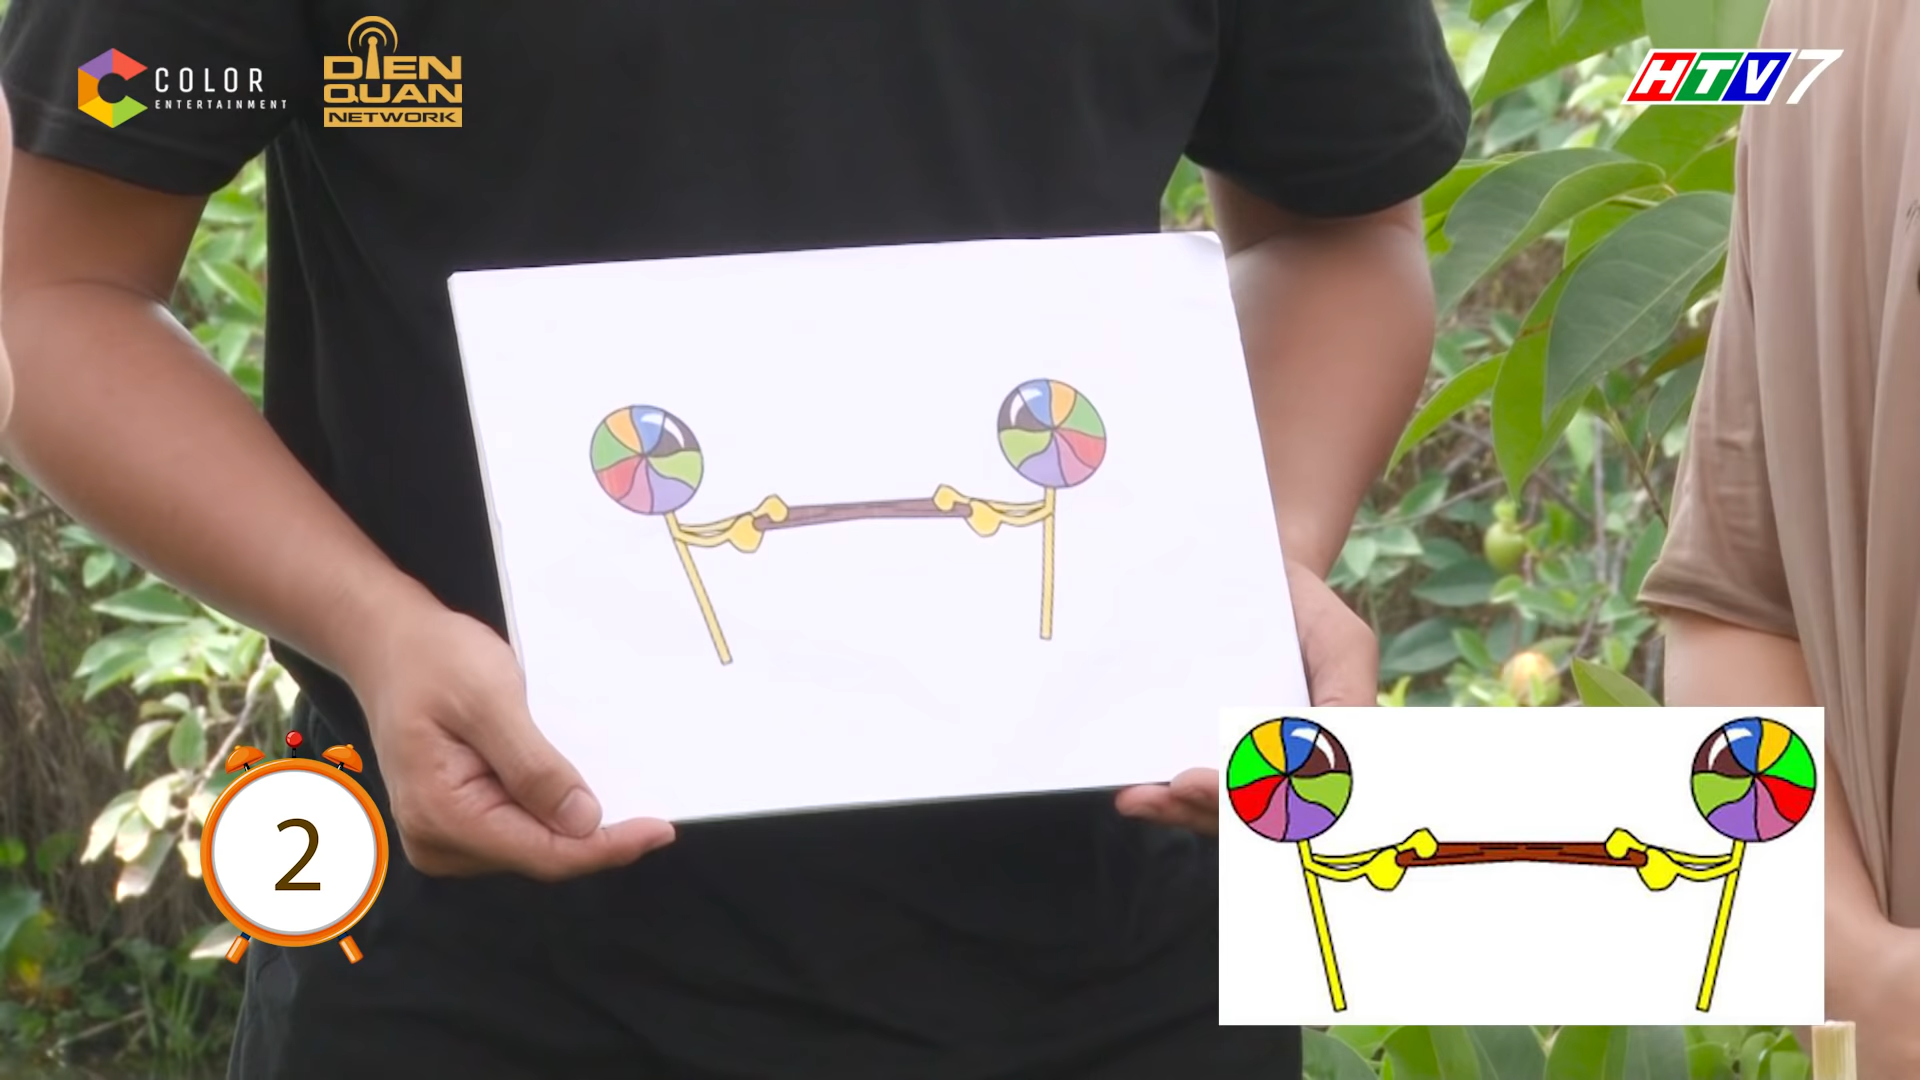 COLOR
ENTERTAINMENT
DIEN
QUAN
NETWORK
HTV7
2